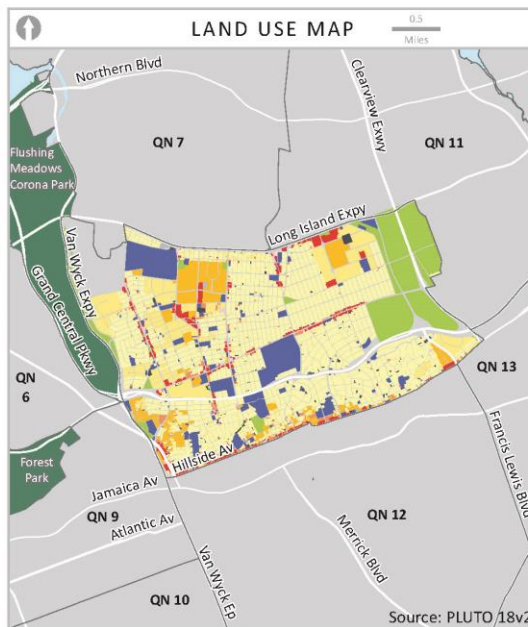 LAND USE MAP
0.5
Miles
Northern Blvd
Clearview Exwy
QN 7
QN 11
Flushing
Meadows
Corona Park
Long Island Expy
Van Wyck Expy
Grand Central Pkwy
QN
6
QN 13
Forest
Park
Hillside Av
Francis Lewis Blvd
Jamaica Av
QN 9
Atlantic Av
QN 12
Merrick Blvd
Van Wyck Ep
QN 10
Source: PLUTO 18v2